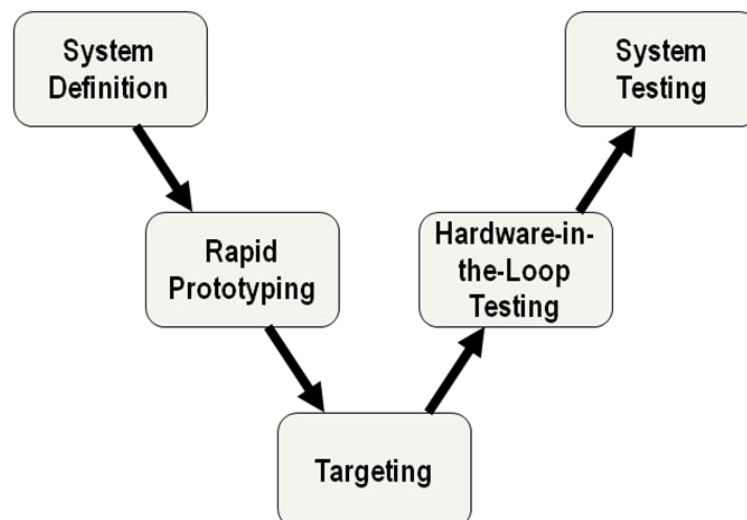 System
Definition
System
Testing
Rapid
Prototyping
Hardware-in-
the-Loop
Testing
Targeting